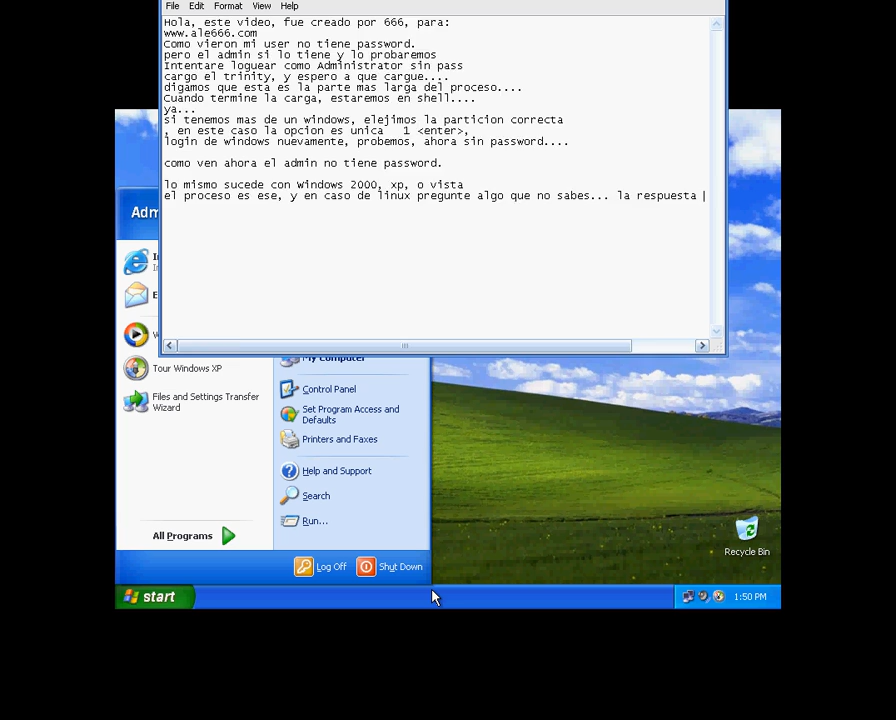 File Edit Format View Help
Hola, este video, fue creado por 666, para:
www.ale666.com
Como vieron mi user no tiene password.
pero el admin si lo tiene y lo probaremos
Intentare loguear como Administrator sin pass
cargo el trinity, y espero a que cargue....
digamos que esta es la parte mas larga del proceso....
Cuando termine la carga, estaremos en shell....
ya...
si tenemos mas de un windows, elejimos la particion correcta
, en este caso la opcion es unica 1 <enter>,
login de windows nuevamente, probemos, ahora sin password....
como ven ahora el admin no tiene password.
lo mismo sucede con Windows 2000, xp, o vista
el proceso es ese, y en caso de linux pregunte algo que no sabes... la respuesta
My Computer
Tour Windows XP
Control Panel
Files and Settings Transfer
Wizard
Set Program Access and
Defaults
Printers and Faxes
Help and Support
Search
Run...
All Programs
Log Off Shut Down
Recycle Bin
start
1:50 PM